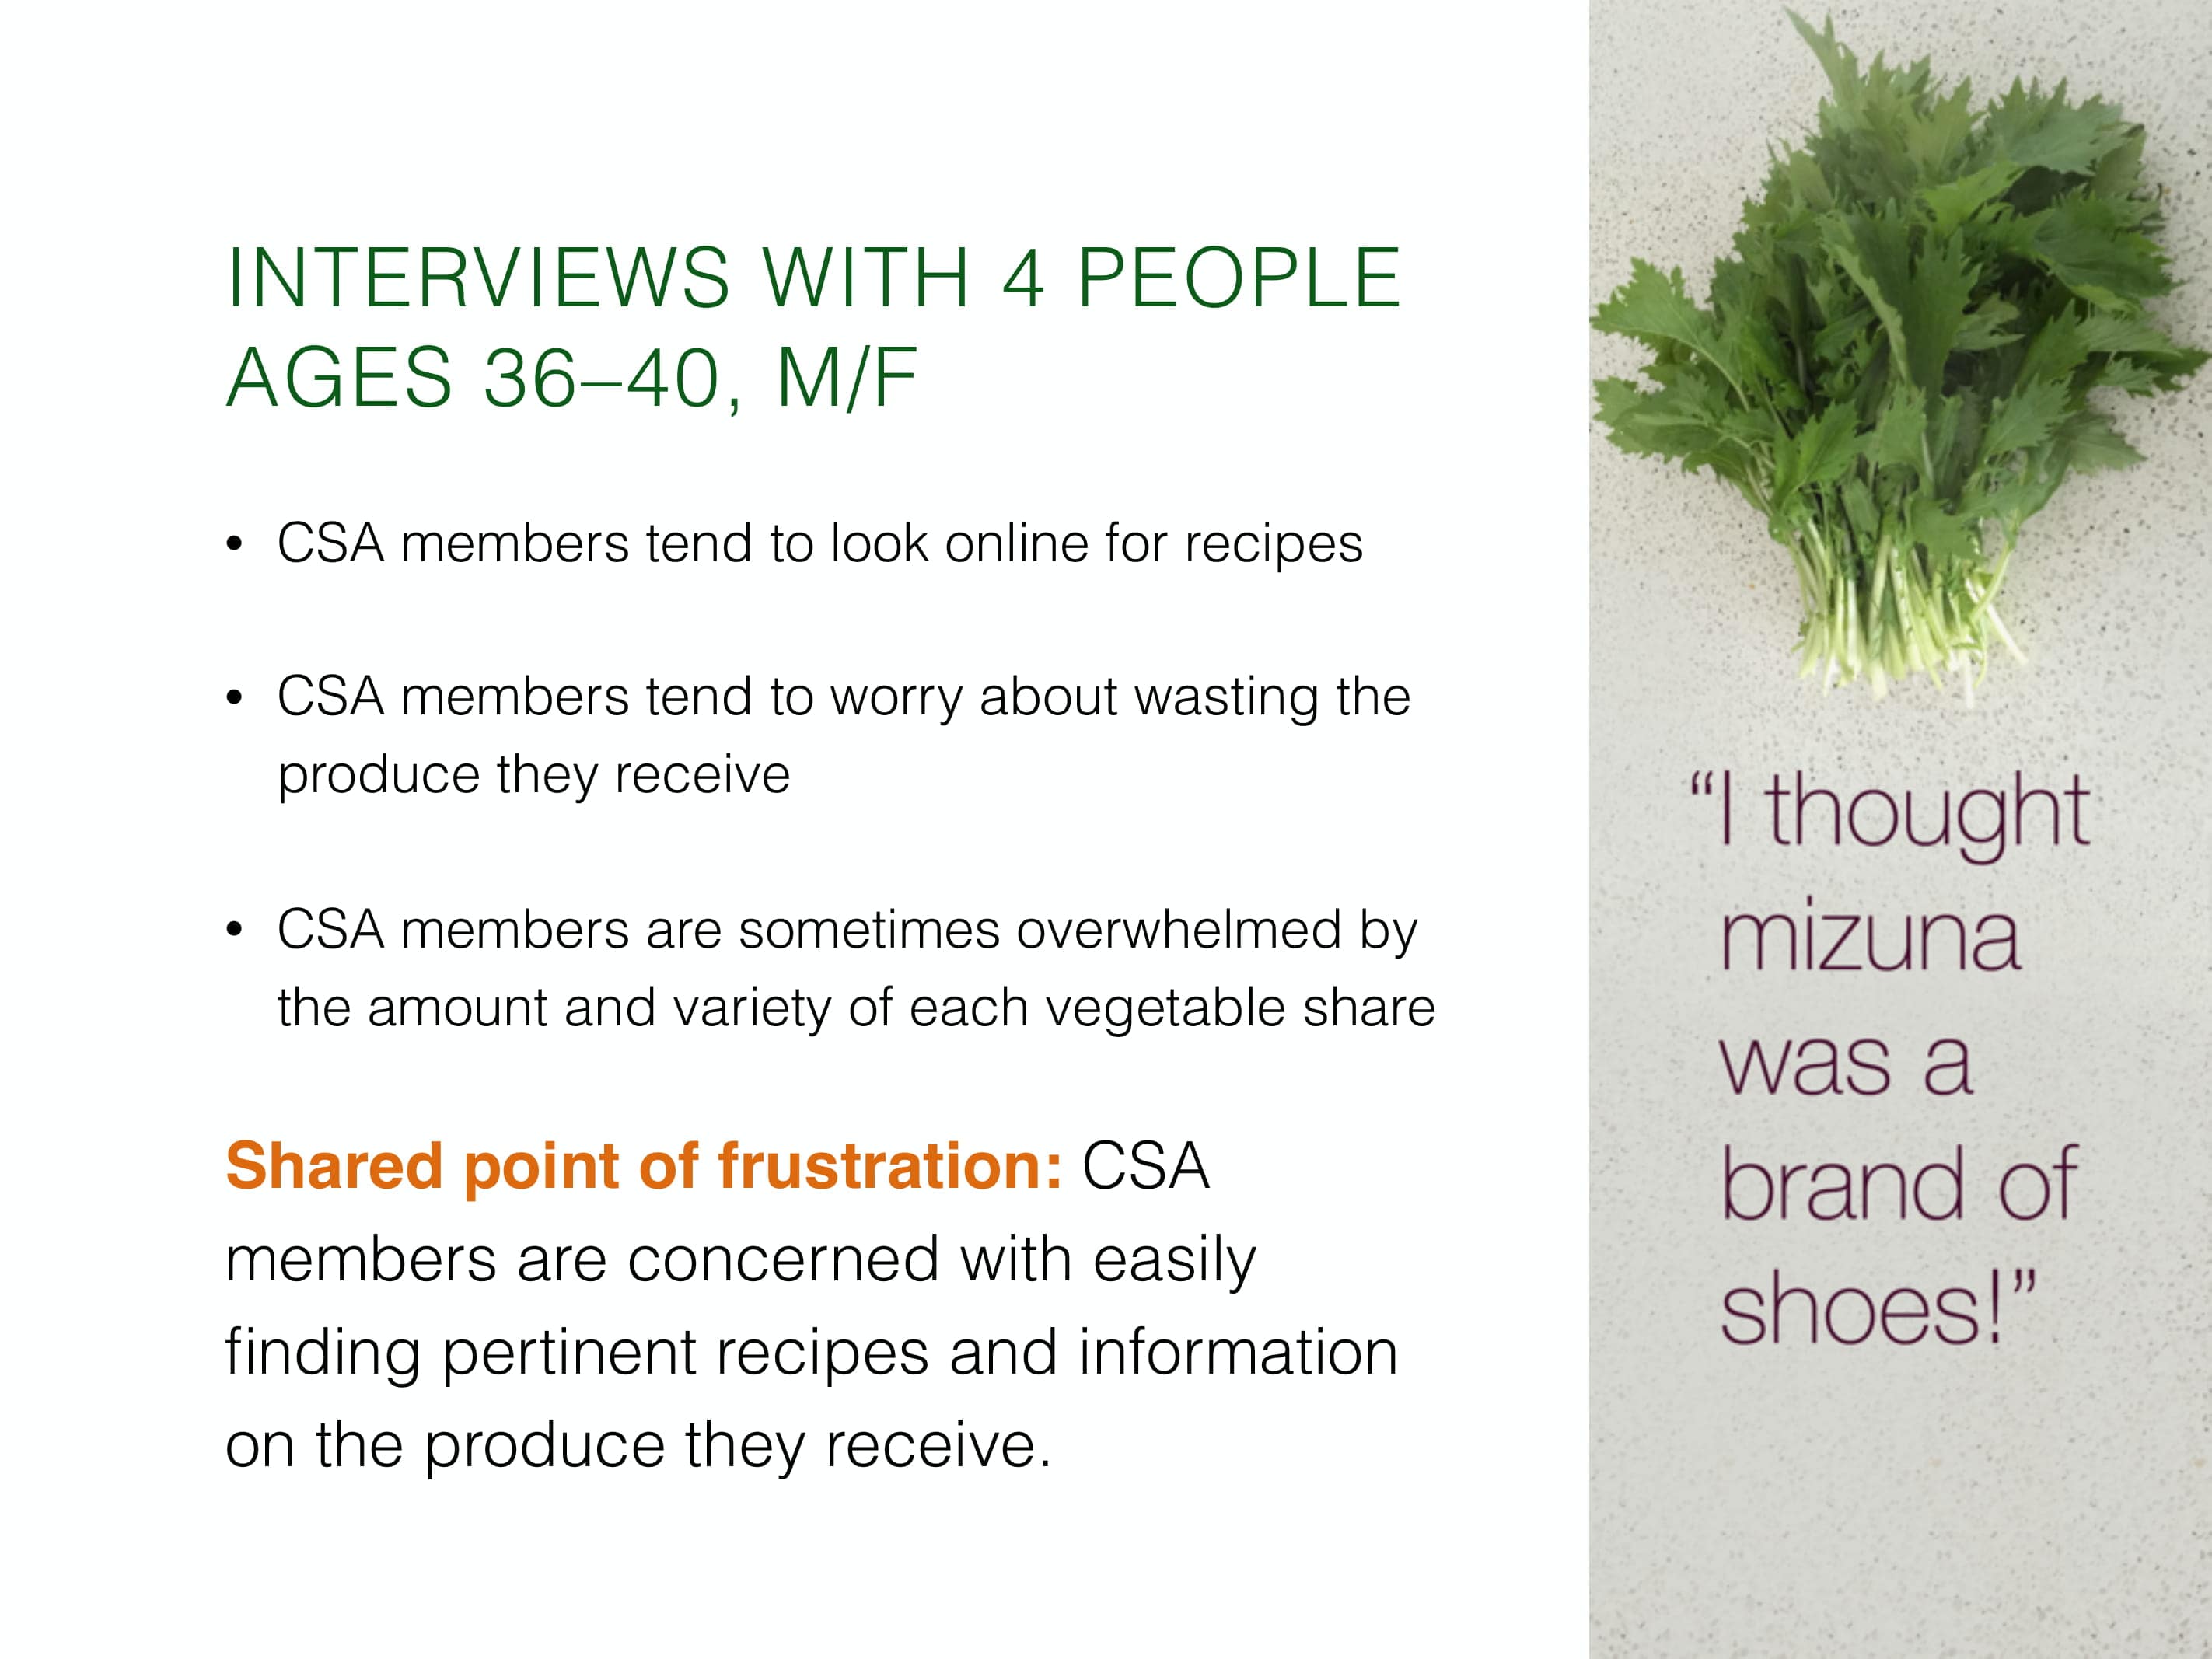 INTERVIEWS WITH 4 PEOPLE
AGES 36–40, M/F
• CSA members tend to look online for recipes
• CSA members tend to worry about wasting the
produce they receive
• CSA members are sometimes overwhelmed by
the amount and variety of each vegetable share
Shared point of frustration: CSA
members are concerned with easily
finding pertinent recipes and information
on the produce they receive.
“I thought
mizuna
was a
brand of
shoes!”